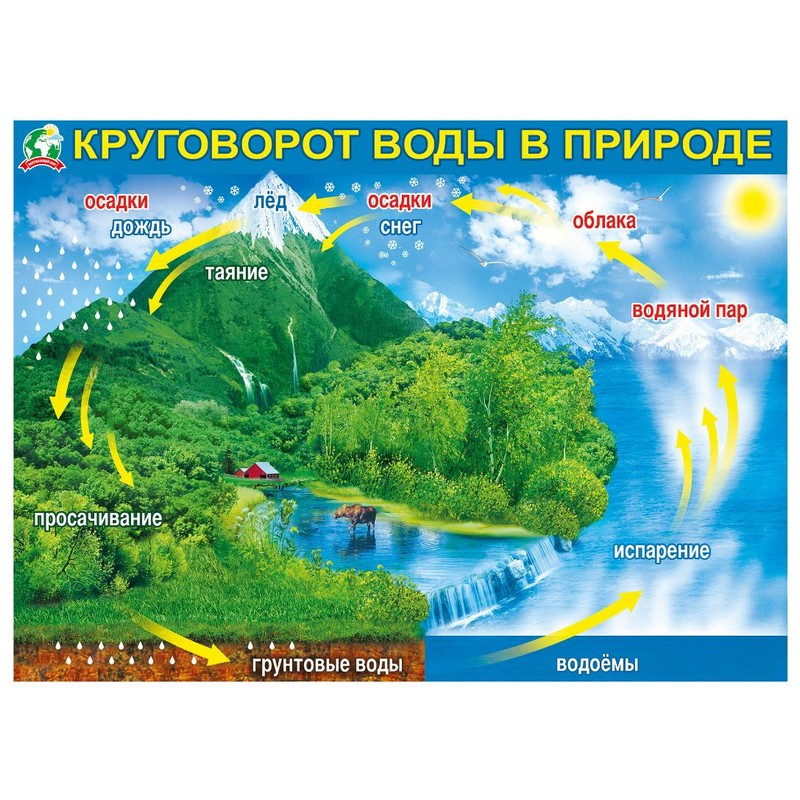 КРУГОВОРОТ ВОДЫ В ПРИРОДЕ
осадки
дождь
лёд
осадки
снег
облака
таяние
водяной пар
просачивание
испарение
грунтовые воды
водоёмы